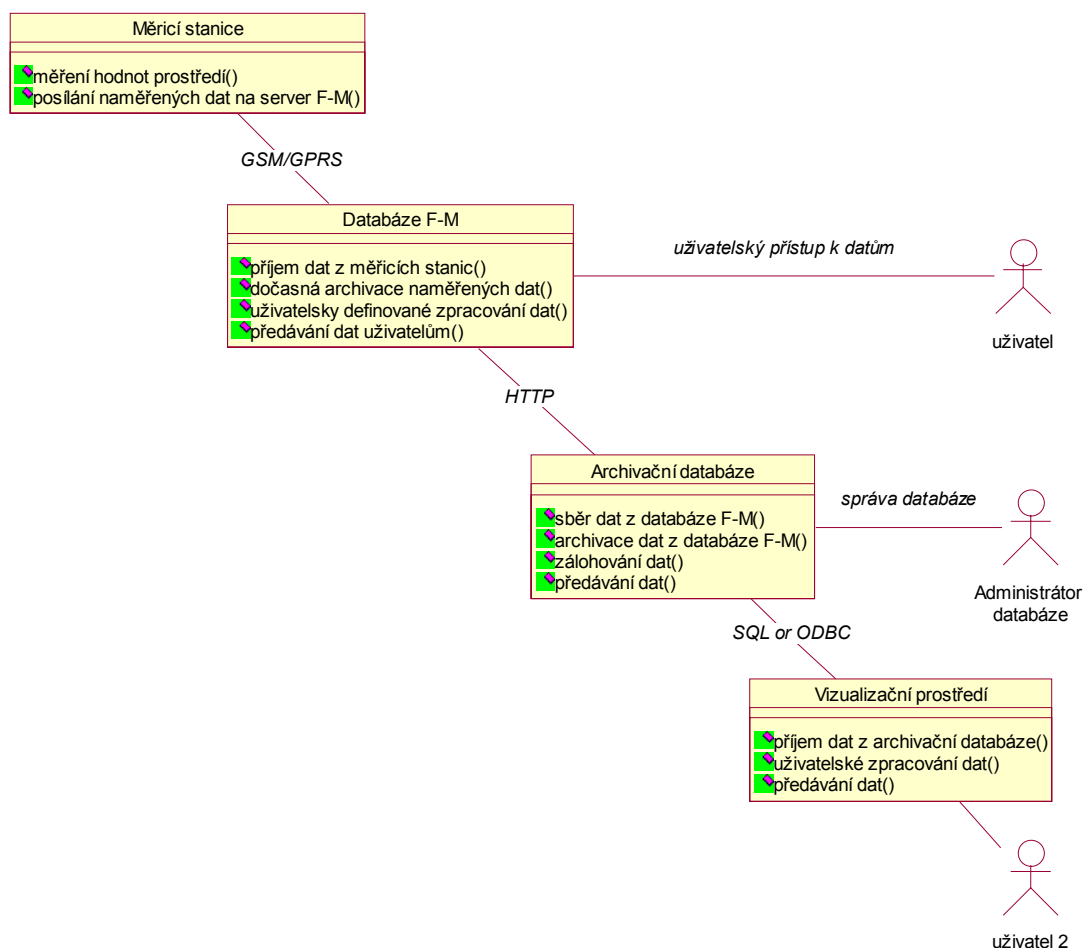 Měricí stanice
měření hodnot prostředí()
posílání naměřených dat na server F-M()
GSM/GPRS
Databáze F-M
příjem dat z měřicích stanic()
dočasná archivace naměřených dat()
uživatelsky definované zpracování dat()
předávání dat uživatelům()
uživatelský přístup k datům
uživatel
HTTP
Archivační databáze
sběr dat z databáze F-M()
archivace dat z databáze F-M()
zálohování dat()
předávání dat()
správa databáze
Administrátor
databáze
SQL or ODBC
Vizualizační prostředí
příjem dat z archivační databáze()
uživatelské zpracování dat()
předávání dat()
uživatel 2